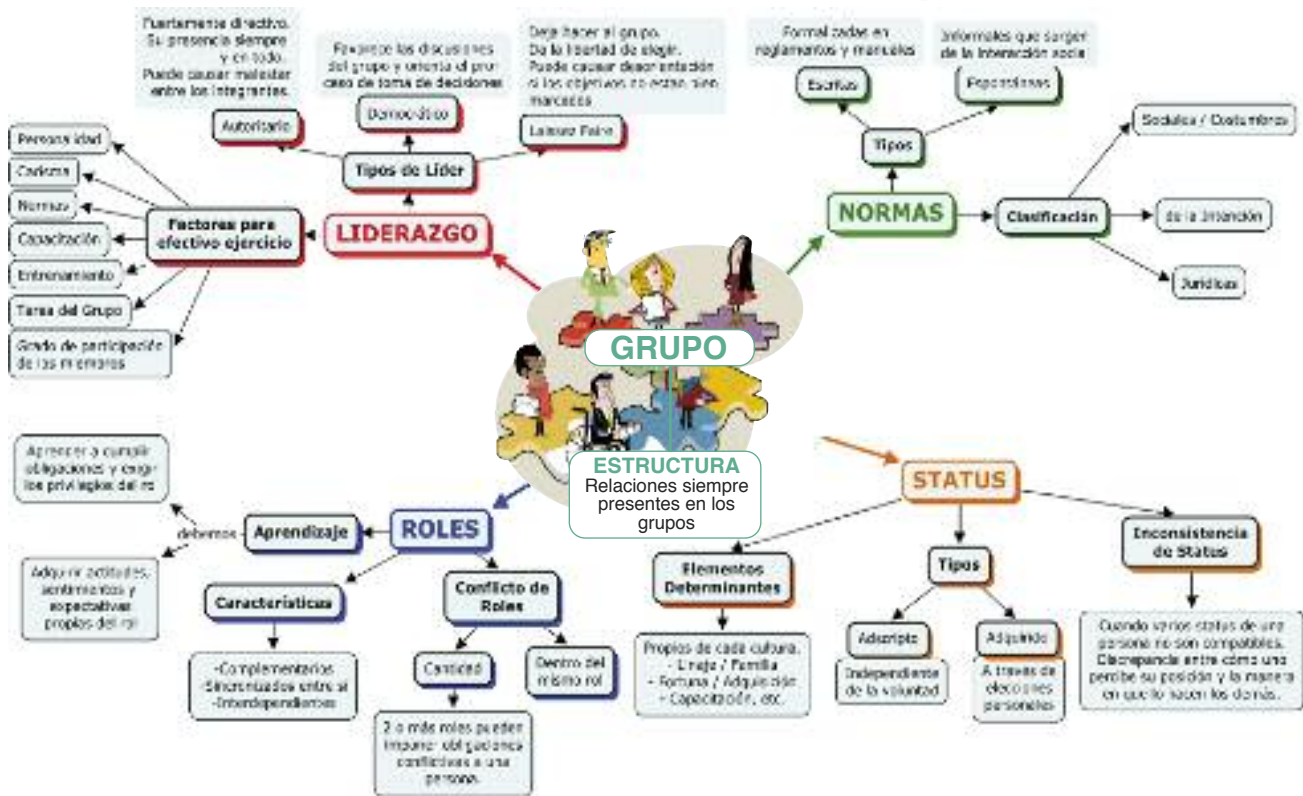 Fuertemente directivo.
Su presencia siempre
y en todo.
Puede causar malestar
entre los integrantes.
Autoritario
Favorece las discusiones
del grupo y orienta el pro
ceso de toma de decisiones
Democrático
Deja hacer al grupo.
Da la libertad de elegir.
Puede causar desorientación
si los objetivos no están bien
marcados
Laissez Faire
Tipos de Líder
LIDERAZGO
Factores para
efectivo ejercicio
Personalidad
Carisma
Normas
Capacitación
Entrenamiento
Tarea del Grupo
Grado de participación
de los miembros
Formalizadas en
reglamentos y manuales
Escritas
Informales que surgen
de la interacción social
Espontáneas
Tipos
NORMAS
Clasificación
Sociales / Costumbres
de la Intención
Jurídicas
GRUPO
ESTRUCTURA
Relaciones siempre
presentes en los
grupos
ROLES
Aprendizaje
debemos
Aprender a cumplir
obligaciones y exigir
los privilegios del rol
Adquirir actitudes,
sentimientos y
expectativas
propias del rol
Características
-Complementarios
-Sincronizados entre sí
-Interdependientes
Conflicto de
Roles
Cantidad
2 o más roles pueden
imponer obligaciones
conflictivas a una
persona.
Dentro del
mismo rol
STATUS
Elementos
Determinantes
Propios de cada cultura.
- Linaje / Familia
- Fortuna / Adquisición
- Capacitación, etc.
Tipos
Adscripto
Independiente
de la voluntad
Adquirido
A través de
elecciones
personales
Inconsistencia
de Status
Cuando varios status de una
persona no son compatibles.
Discrepancia entre cómo uno
percibe su posición y la manera
en que lo hacen los demás.